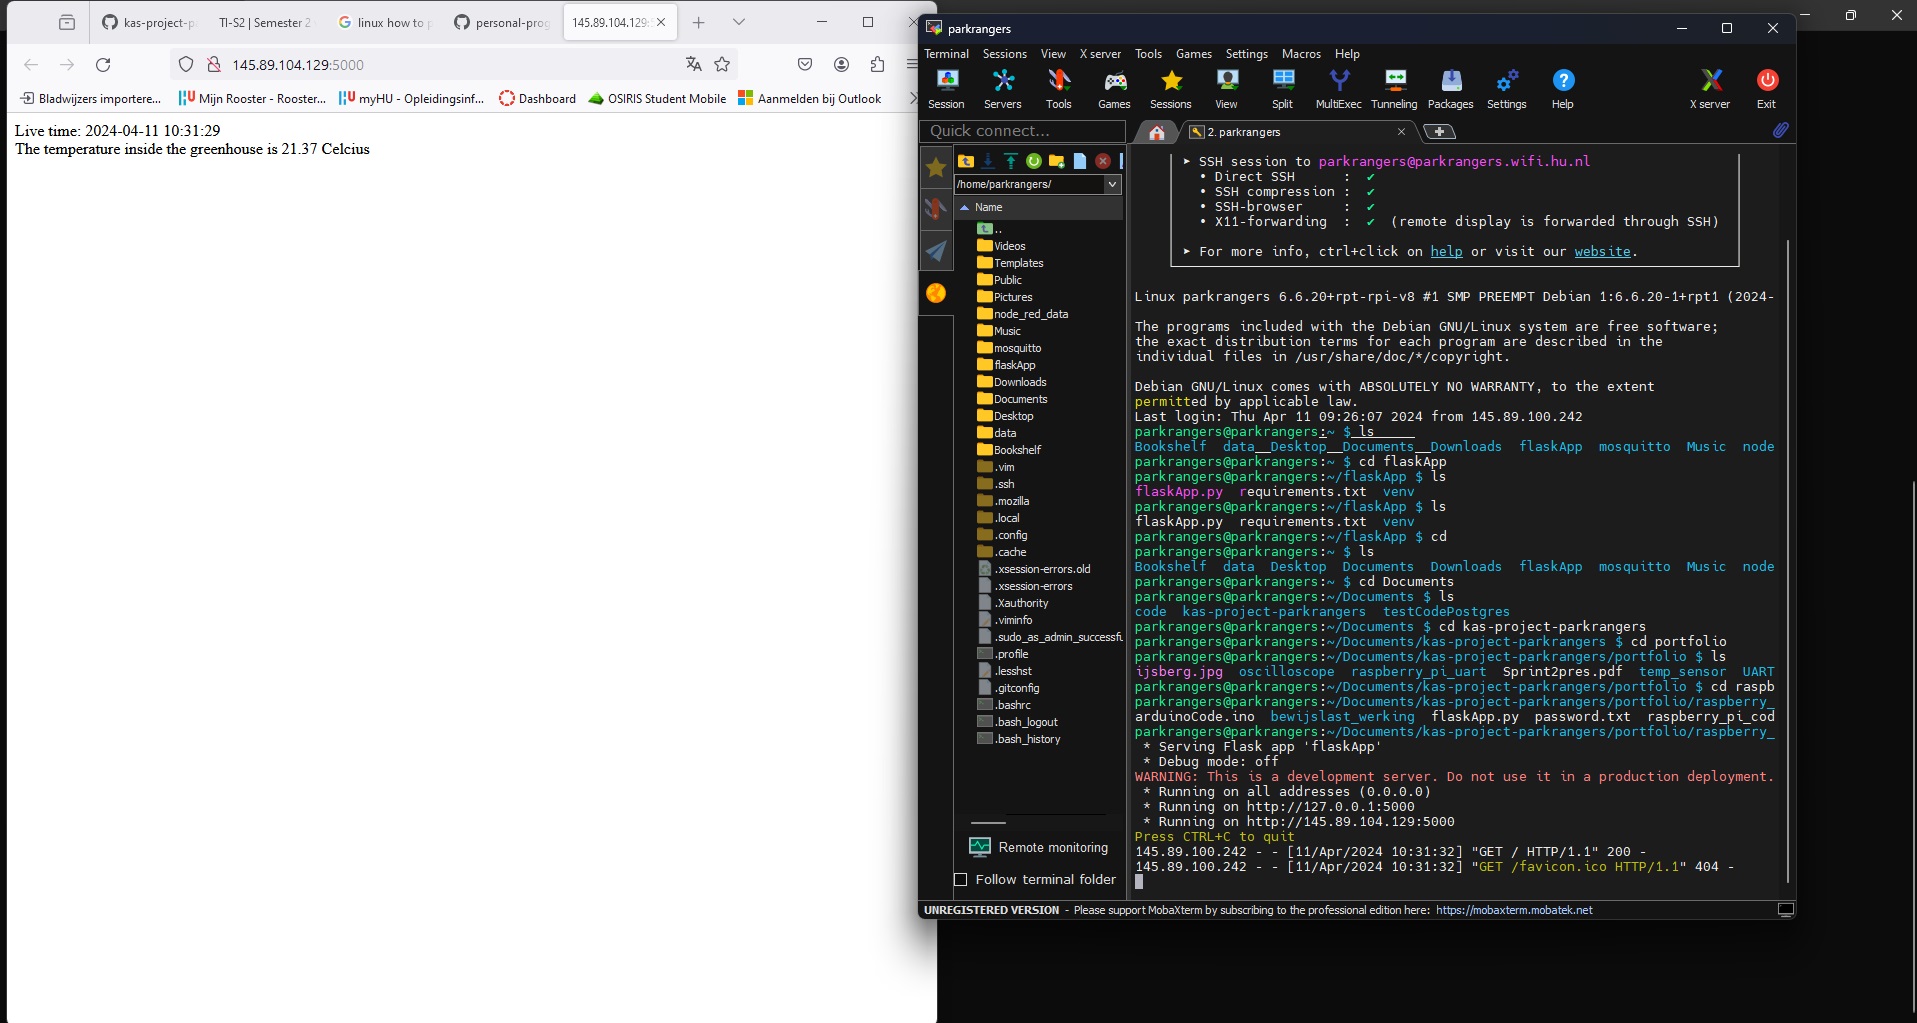 kas-project-p
TI-S2 | Semester 2
linux how to p
personal-prog
145.89.104.129:
145.89.104.129:5000
Bladwijzers importere...
Mijn Rooster - Rooster...
myHU - Opleidingsinf...
Dashboard
OSIRIS Student Mobile
Aanmelden bij Outlook
Live time: 2024-04-11 10:31:29
The temperature inside the greenhouse is 21.37 Celcius
parkrangers
Terminal Sessions View X server Tools Games Settings Macros Help
Session Servers Tools Games Sessions View Split MultiExec Tunneling Packages Settings Help X server Exit
Quick connect...
2. parkrangers
/home/parkrangers/
Name
..
Videos
Templates
Public
Pictures
node_red_data
Music
mosquitto
flaskApp
Downloads
Documents
Desktop
data
Bookshelf
.vim
.ssh
.mozilla
.local
.config
.cache
.xsession-errors.old
.xsession-errors
.Xauthority
.viminfo
.sudo_as_admin_successfu
.profile
.lesshst
.gitconfig
.bashrc
.bash_logout
.bash_history
Remote monitoring
Follow terminal folder
➤ SSH session to parkrangers@parkrangers.wifi.hu.nl
• Direct SSH : ✔
• SSH compression : ✔
• SSH-browser : ✔
• X11-forwarding : ✔ (remote display is forwarded through SSH)
➤ For more info, ctrl+click on help or visit our website.
Linux parkrangers 6.6.20+rpt-rpi-v8 #1 SMP PREEMPT Debian 1:6.6.20-1+rpt1 (2024-
The programs included with the Debian GNU/Linux system are free software;
the exact distribution terms for each program are described in the
individual files in /usr/share/doc/*/copyright.
Debian GNU/Linux comes with ABSOLUTELY NO WARRANTY, to the extent
permitted by applicable law.
Last login: Thu Apr 11 09:26:07 2024 from 145.89.100.242
parkrangers@parkrangers:~ $ ls
Bookshelf data Desktop Documents Downloads flaskApp mosquitto Music node
parkrangers@parkrangers:~ $ cd flaskApp
parkrangers@parkrangers:~/flaskApp $ ls
flaskApp.py requirements.txt venv
parkrangers@parkrangers:~/flaskApp $ ls
flaskApp.py requirements.txt venv
parkrangers@parkrangers:~/flaskApp $ cd
parkrangers@parkrangers:~ $ ls
Bookshelf data Desktop Documents Downloads flaskApp mosquitto Music node
parkrangers@parkrangers:~ $ cd Documents
parkrangers@parkrangers:~/Documents $ ls
code kas-project-parkrangers testCodePostgres
parkrangers@parkrangers:~/Documents $ cd kas-project-parkrangers
parkrangers@parkrangers:~/Documents/kas-project-parkrangers $ cd portfolio
parkrangers@parkrangers:~/Documents/kas-project-parkrangers/portfolio $ ls
ijsberg.jpg oscilloscope raspberry_pi_uart Sprint2pres.pdf temp_sensor UART
parkrangers@parkrangers:~/Documents/kas-project-parkrangers/portfolio $ cd raspb
parkrangers@parkrangers:~/Documents/kas-project-parkrangers/portfolio/raspberry_
arduinoCode.ino bewijslast_werking flaskApp.py password.txt raspberry_pi_cod
parkrangers@parkrangers:~/Documents/kas-project-parkrangers/portfolio/raspberry_
* Serving Flask app 'flaskApp'
* Debug mode: off
WARNING: This is a development server. Do not use it in a production deployment.
* Running on all addresses (0.0.0.0)
* Running on http://127.0.0.1:5000
* Running on http://145.89.104.129:5000
Press CTRL+C to quit
145.89.100.242 - - [11/Apr/2024 10:31:32] "GET / HTTP/1.1" 200 -
145.89.100.242 - - [11/Apr/2024 10:31:32] "GET /favicon.ico HTTP/1.1" 404 -
UNREGISTERED VERSION - Please support MobaXterm by subscribing to the professional edition here: https://mobaxterm.mobatek.net